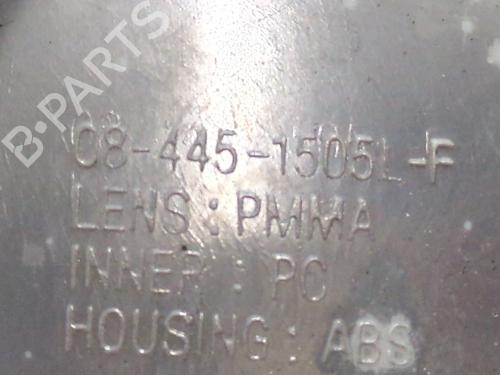 B-PARTS
08-445-1505L-F
LENS : PMMA
INNER : PC
HOUSING : ABS